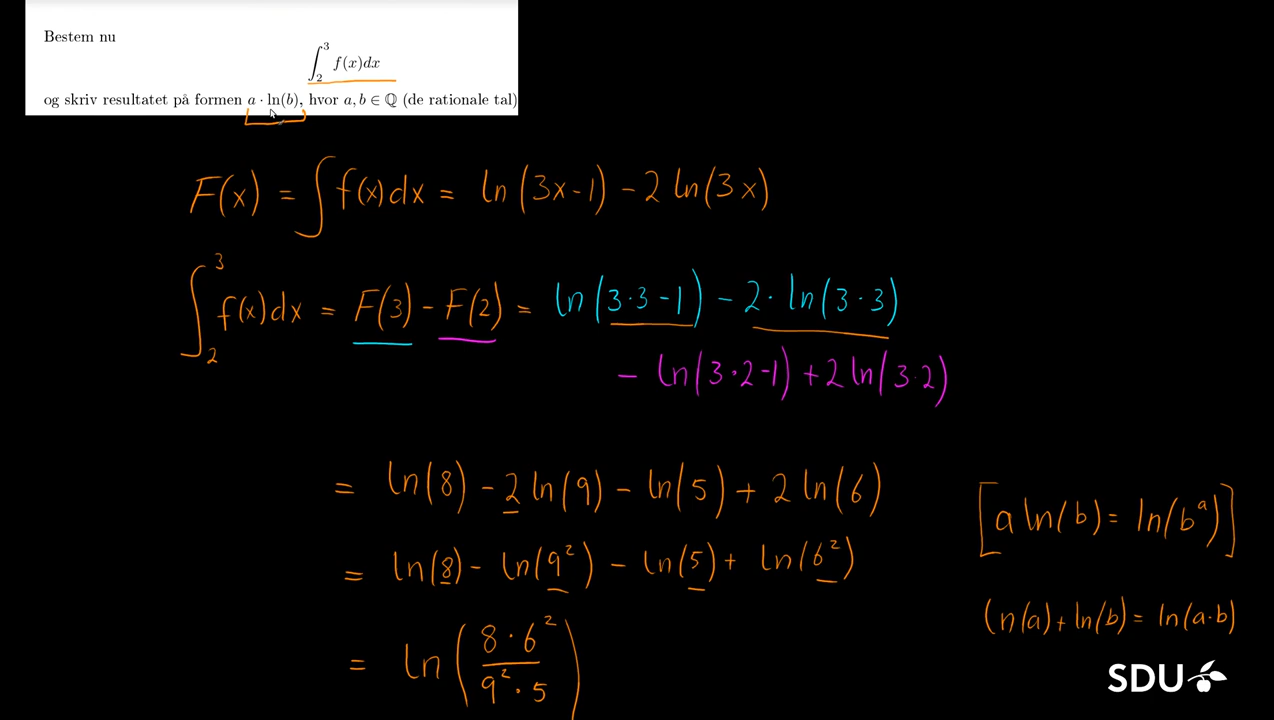 Bestem nu
∫₂³ f(x)dx
og skriv resultatet på formen a · ln(b), hvor a, b ∈ ℚ (de rationale tal)
F(x) = ∫ f(x) dx = ln(3x-1) - 2 ln(3x)
∫₂³ f(x) dx = F(3) - F(2) = ln(3·3-1) - 2· ln(3·3)
- ln(3·2-1) + 2 ln(3·2)
= ln(8) - 2 ln(9) - ln(5) + 2 ln(6)
[a ln(b) = ln(bᵃ)]
= ln(8) - ln(9²) - ln(5) + ln(6²)
(n(a) + ln(b) = ln(a·b)
= ln(8·6² / 9²·5)
SDU